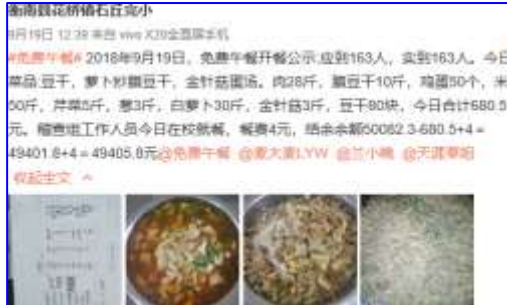 衡南县花桥镇石丘完小
9月19日 12:39 来自 vivo X20全面屏手机
#免费午餐# 2018年9月19日，免费午餐开餐公示:应到163人，实到163人。今日
菜品:豆干，萝卜炒腊豆干，金针菇蛋汤。肉28斤，腊豆干10斤，鸡蛋50个，米
50斤，芹菜5斤，葱3斤，白萝卜30斤，金针菇3斤，豆干80块，今日合计680.5
元。稽查组工作人员今日在校就餐，餐费4元，结余余额50082.3-680.5+4=
49401.8+4=49405.8元@免费午餐 @麦大麦LYW @兰小楠 @天涯草姐
收起全文